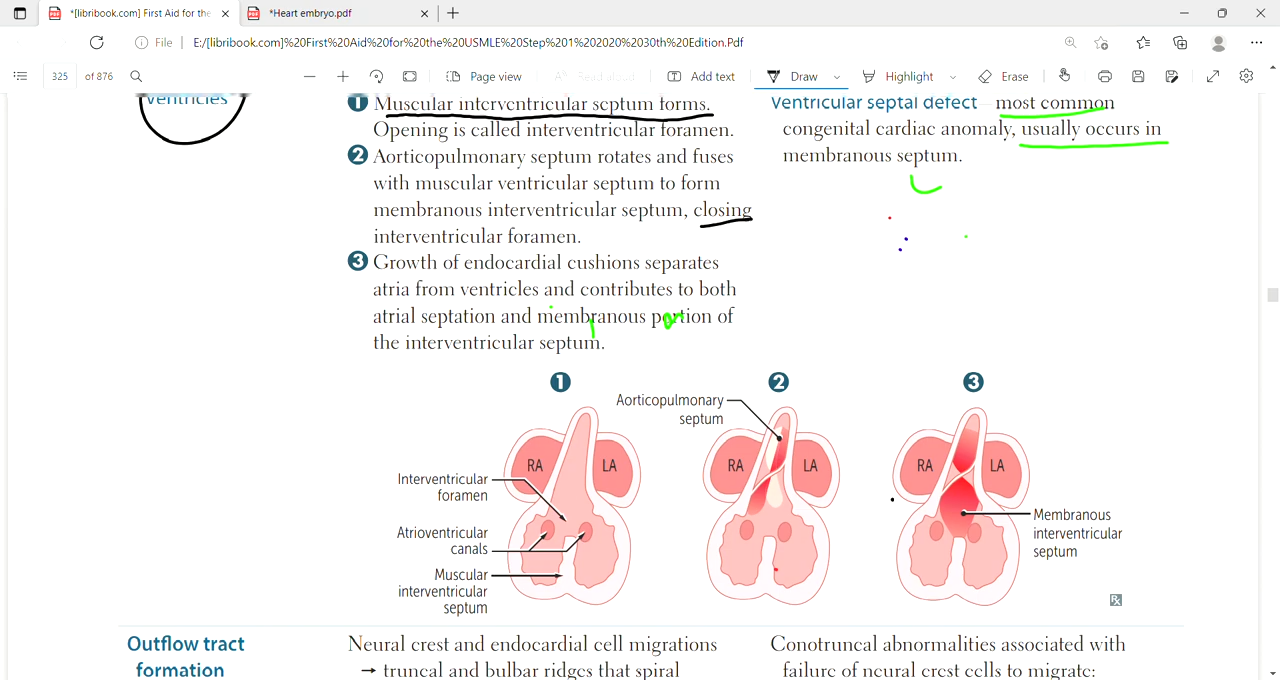 *[libribook.com] First Aid for the
*Heart embryo.pdf
File
E:/[libribook.com]%20First%20Aid%20for%20the%20USMLE%20Step%201%202020%2030th%20Edition.Pdf
325 of 876
Page view
Read aloud
Add text
Draw
Highlight
Erase
Ventricles
1 Muscular interventricular septum forms.
Opening is called interventricular foramen.
2 Aorticopulmonary septum rotates and fuses
with muscular ventricular septum to form
membranous interventricular septum, closing
interventricular foramen.
3 Growth of endocardial cushions separates
atria from ventricles and contributes to both
atrial septation and membranous portion of
the interventricular septum.
Ventricular septal defect—most common
congenital cardiac anomaly, usually occurs in
membranous septum.
1
2
3
Aorticopulmonary
septum
RA
LA
RA
LA
RA
LA
Interventricular
foramen
Atrioventricular
canals
Muscular
interventricular
septum
Membranous
interventricular
septum
Rx
Outflow tract
formation
Neural crest and endocardial cell migrations
→ truncal and bulbar ridges that spiral
Conotruncal abnormalities associated with
failure of neural crest cells to migrate: